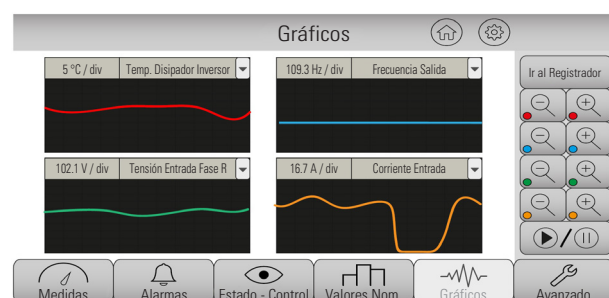 Gráficos
5 °C / div Temp. Disipador Inversor
109.3 Hz / div Frecuencia Salida
Ir al Registrador
102.1 V / div Tensión Entrada Fase R
16.7 A / div Corriente Entrada
Medidas Alarmas Estado - Control Valores Nom. Gráficos Avanzado